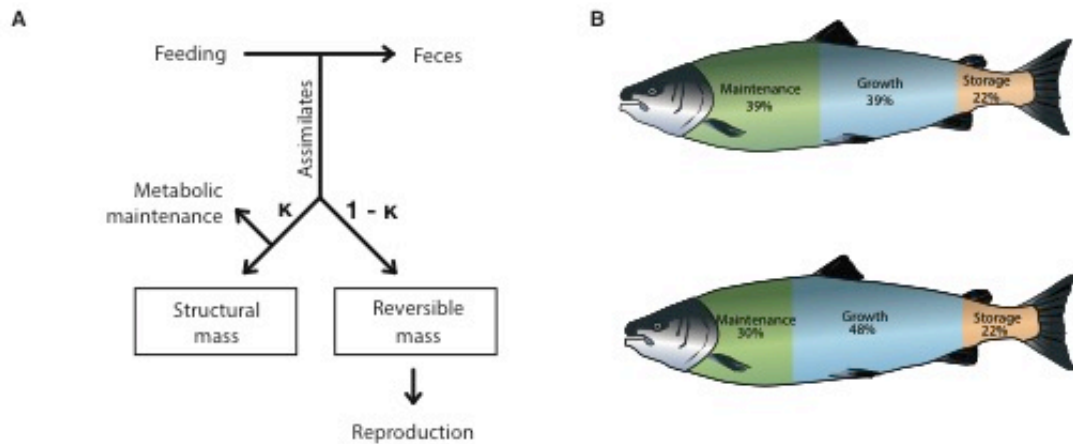 A
Feeding
Feces
Assimilates
Metabolic
maintenance
κ
1 - κ
Structural
mass
Reversible
mass
Reproduction
B
Maintenance
39%
Growth
39%
Storage
22%
Maintenance
30%
Growth
48%
Storage
22%